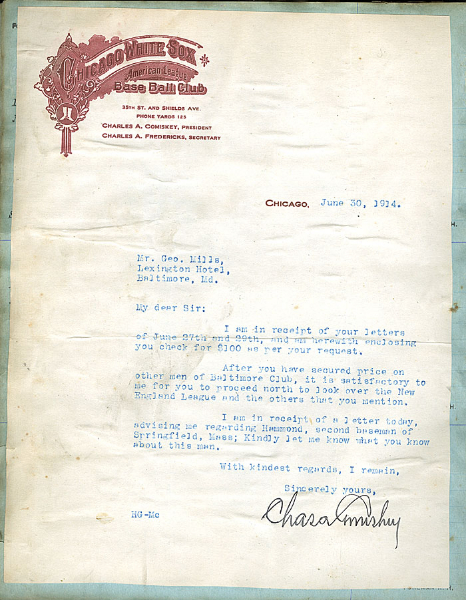 CHICAGO WHITE SOX
American League
Base Ball Club
35TH ST. AND SHIELDS AVE.
PHONE YARDS 123
CHARLES A. COMISKEY, PRESIDENT
CHARLES A. FREDERICKS, SECRETARY
CHICAGO, June 30, 1914.
Mr. Geo. Mills,
Lexington Hotel,
Baltimore, Md.
My dear Sir:
I am in receipt of your letters
of June 27th and 28th, and am herewith enclosing
you check for $100 as per your request.
After you have secured price on
other men of Baltimore Club, it is satisfactory to
me for you to proceed north to look over the New
England League and the others that you mention.
I am in receipt of a letter today,
advising me regarding Hammond, second baseman of
Springfield, Mass; Kindly let me know what you know
about this man.
With kindest regards, I remain,
Sincerely yours,
HG-Mc
Chas a Comiskey